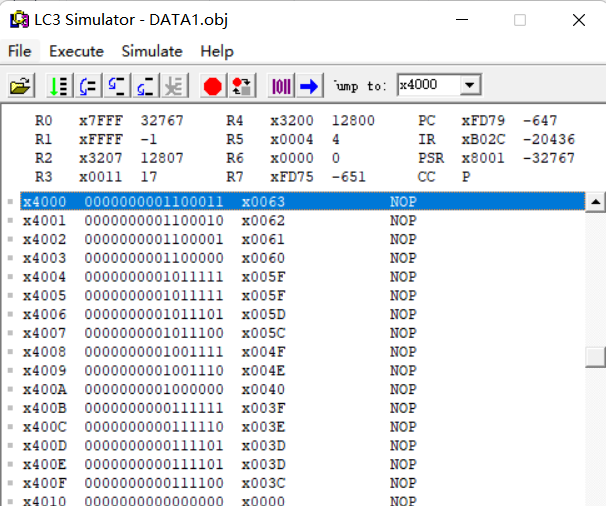 LC3 Simulator - DATA1.obj
File Execute Simulate Help
Jump to: x4000
R0 x7FFF 32767 R4 x3200 12800 PC xFD79 -647
R1 xFFFF -1 R5 x0004 4 IR xB02C -20436
R2 x3207 12807 R6 x0000 0 PSR x8001 -32767
R3 x0011 17 R7 xFD75 -651 CC P
x4000 0000000001100011 x0063 NOP
x4001 0000000001100010 x0062 NOP
x4002 0000000001100001 x0061 NOP
x4003 0000000001100000 x0060 NOP
x4004 0000000001011111 x005F NOP
x4005 0000000001011111 x005F NOP
x4006 0000000001011101 x005D NOP
x4007 0000000001011100 x005C NOP
x4008 0000000001001111 x004F NOP
x4009 0000000001001110 x004E NOP
x400A 0000000001000000 x0040 NOP
x400B 0000000000111111 x003F NOP
x400C 0000000000111110 x003E NOP
x400D 0000000000111101 x003D NOP
x400E 0000000000111101 x003D NOP
x400F 0000000000111100 x003C NOP
x4010 0000000000000000 x0000 NOP